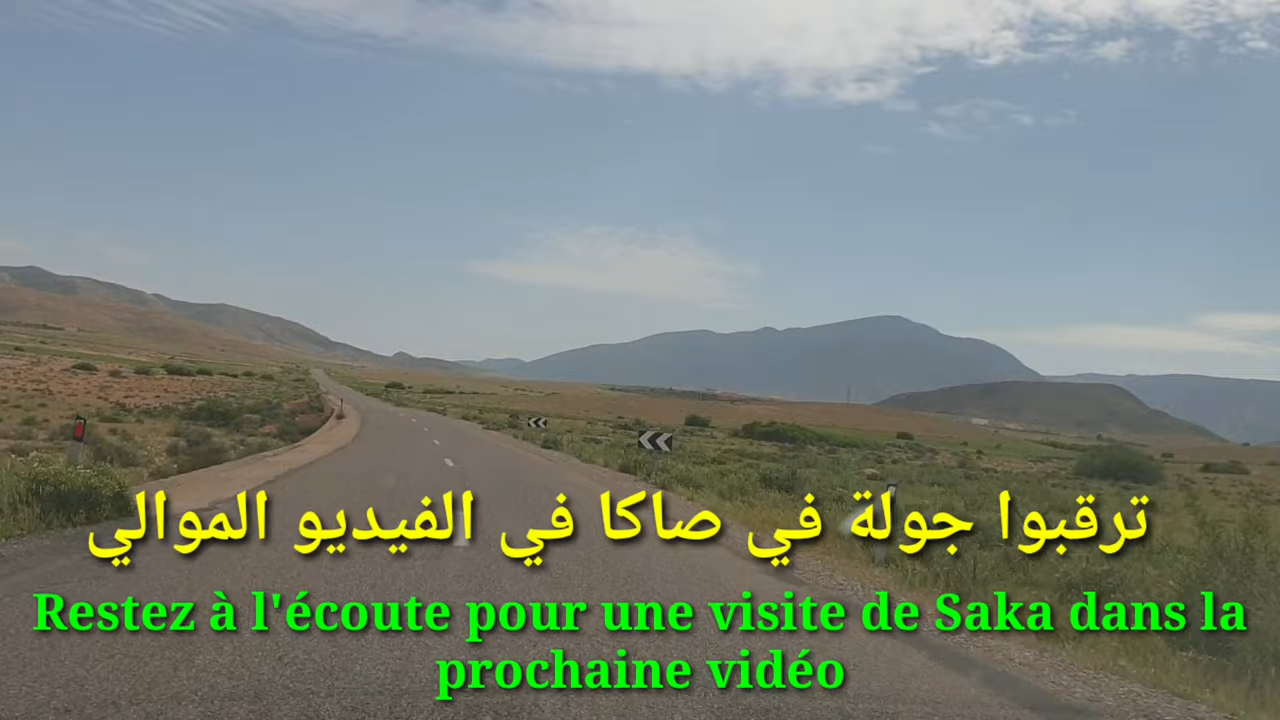 ترقبوا جولة في صاكا في الفيديو الموالي
Restez à l'écoute pour une visite de Saka dans la
prochaine vidéo